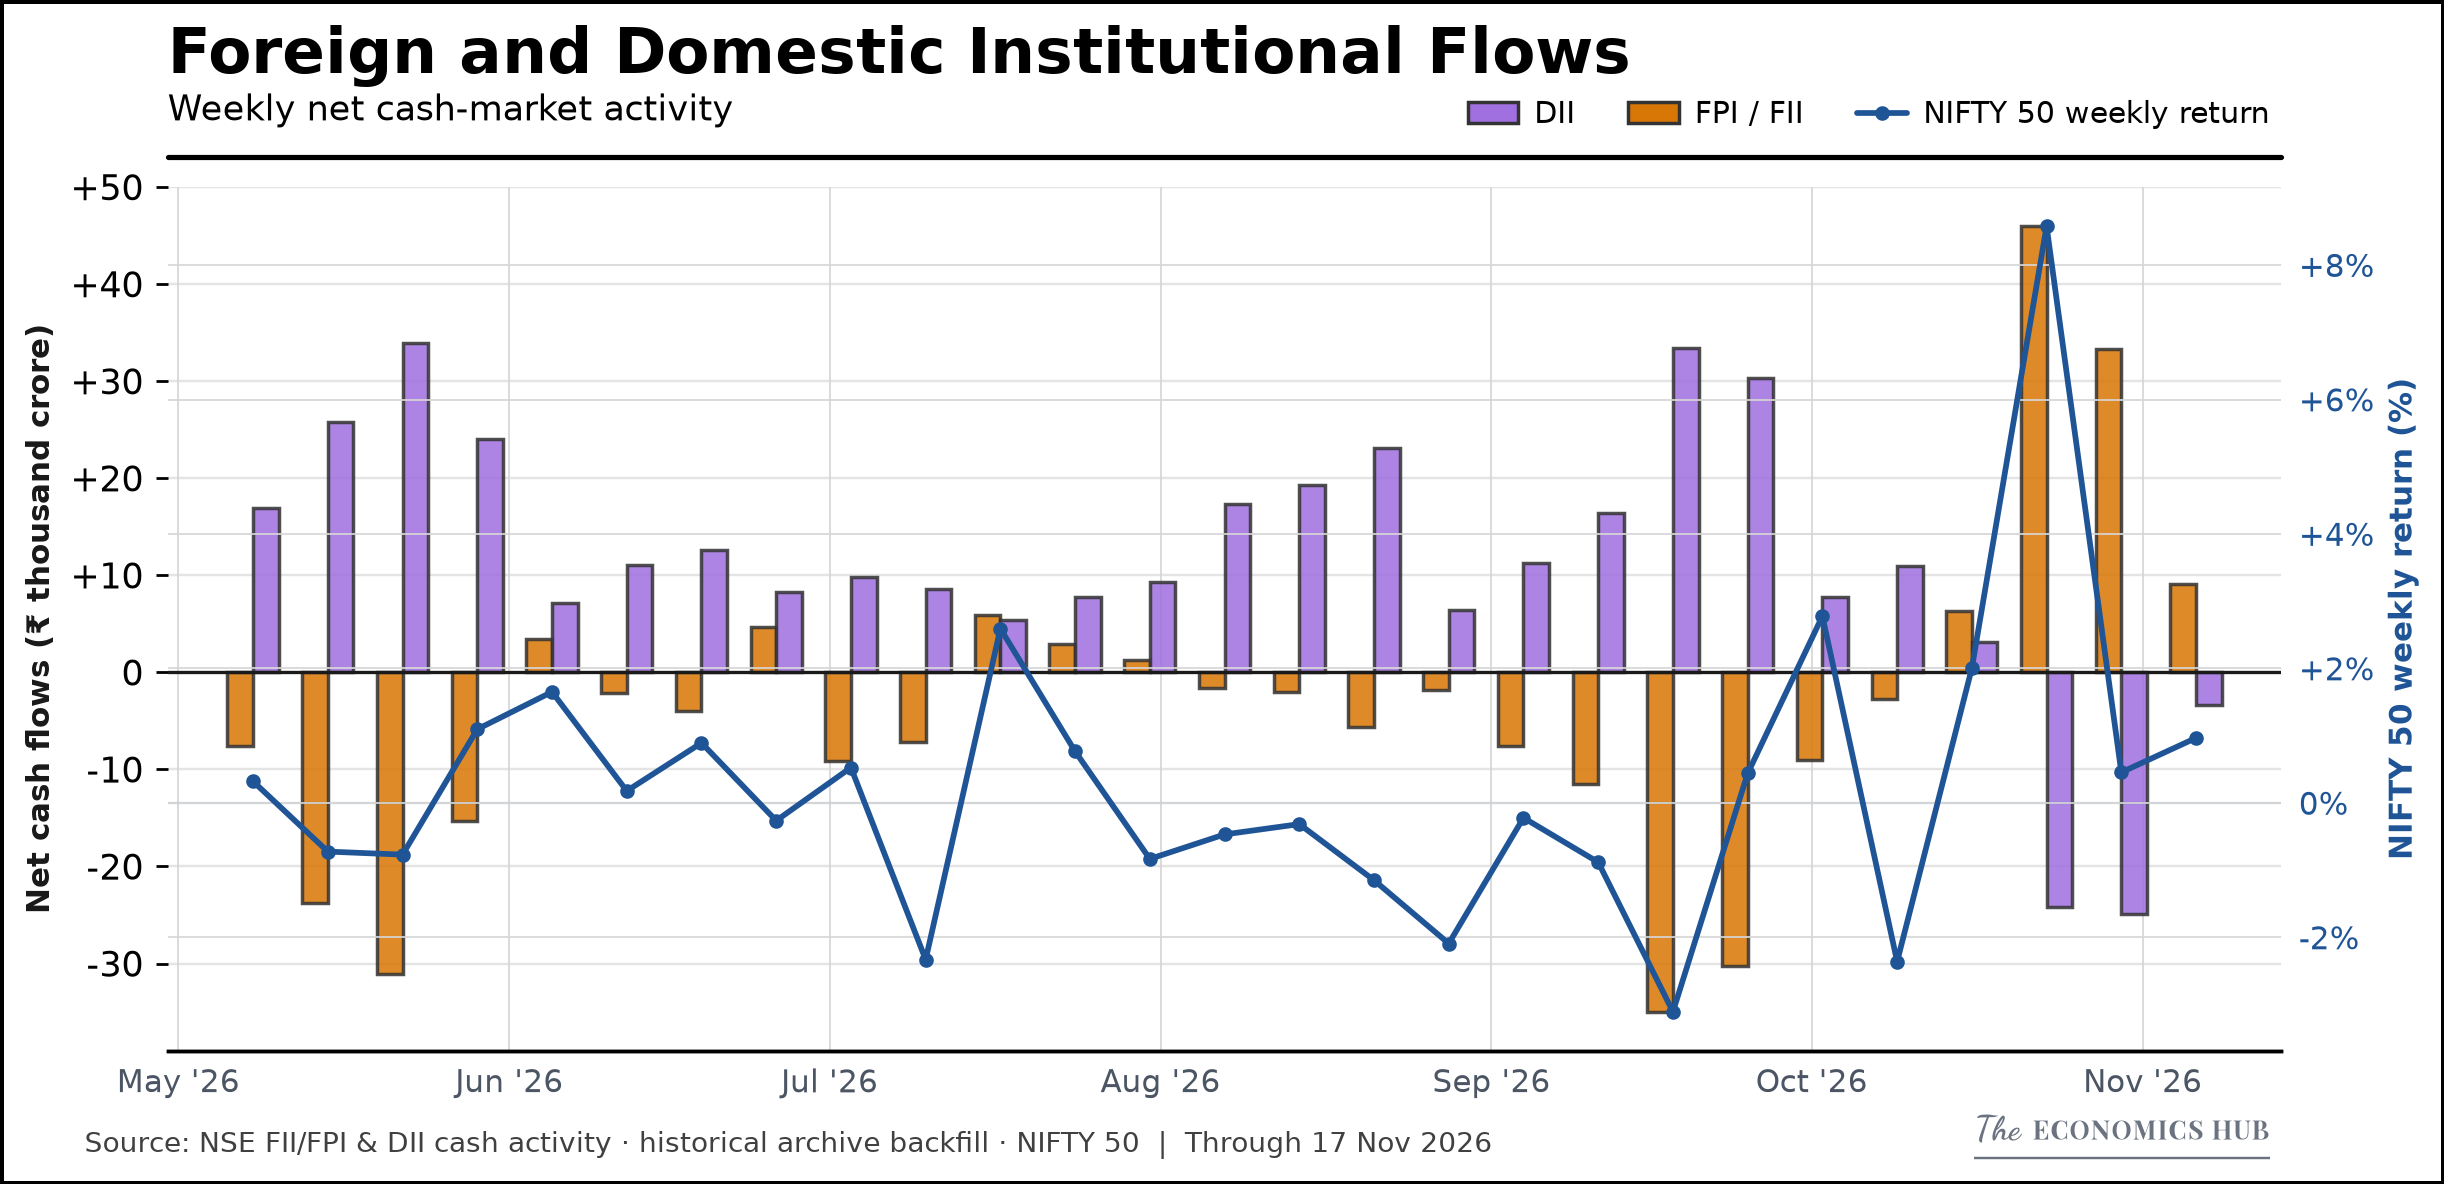 Foreign and Domestic Institutional Flows
Weekly net cash-market activity
DII
FPI / FII
NIFTY 50 weekly return
+50
+40
+30
+20
+10
0
-10
-20
-30
Net cash flows (₹ thousand crore)
+8%
+6%
+4%
+2%
0%
-2%
NIFTY 50 weekly return (%)
May '26
Jun '26
Jul '26
Aug '26
Sep '26
Oct '26
Nov '26
Source: NSE FII/FPI & DII cash activity · historical archive backfill · NIFTY 50 | Through 17 Nov 2026
The ECONOMICS HUB